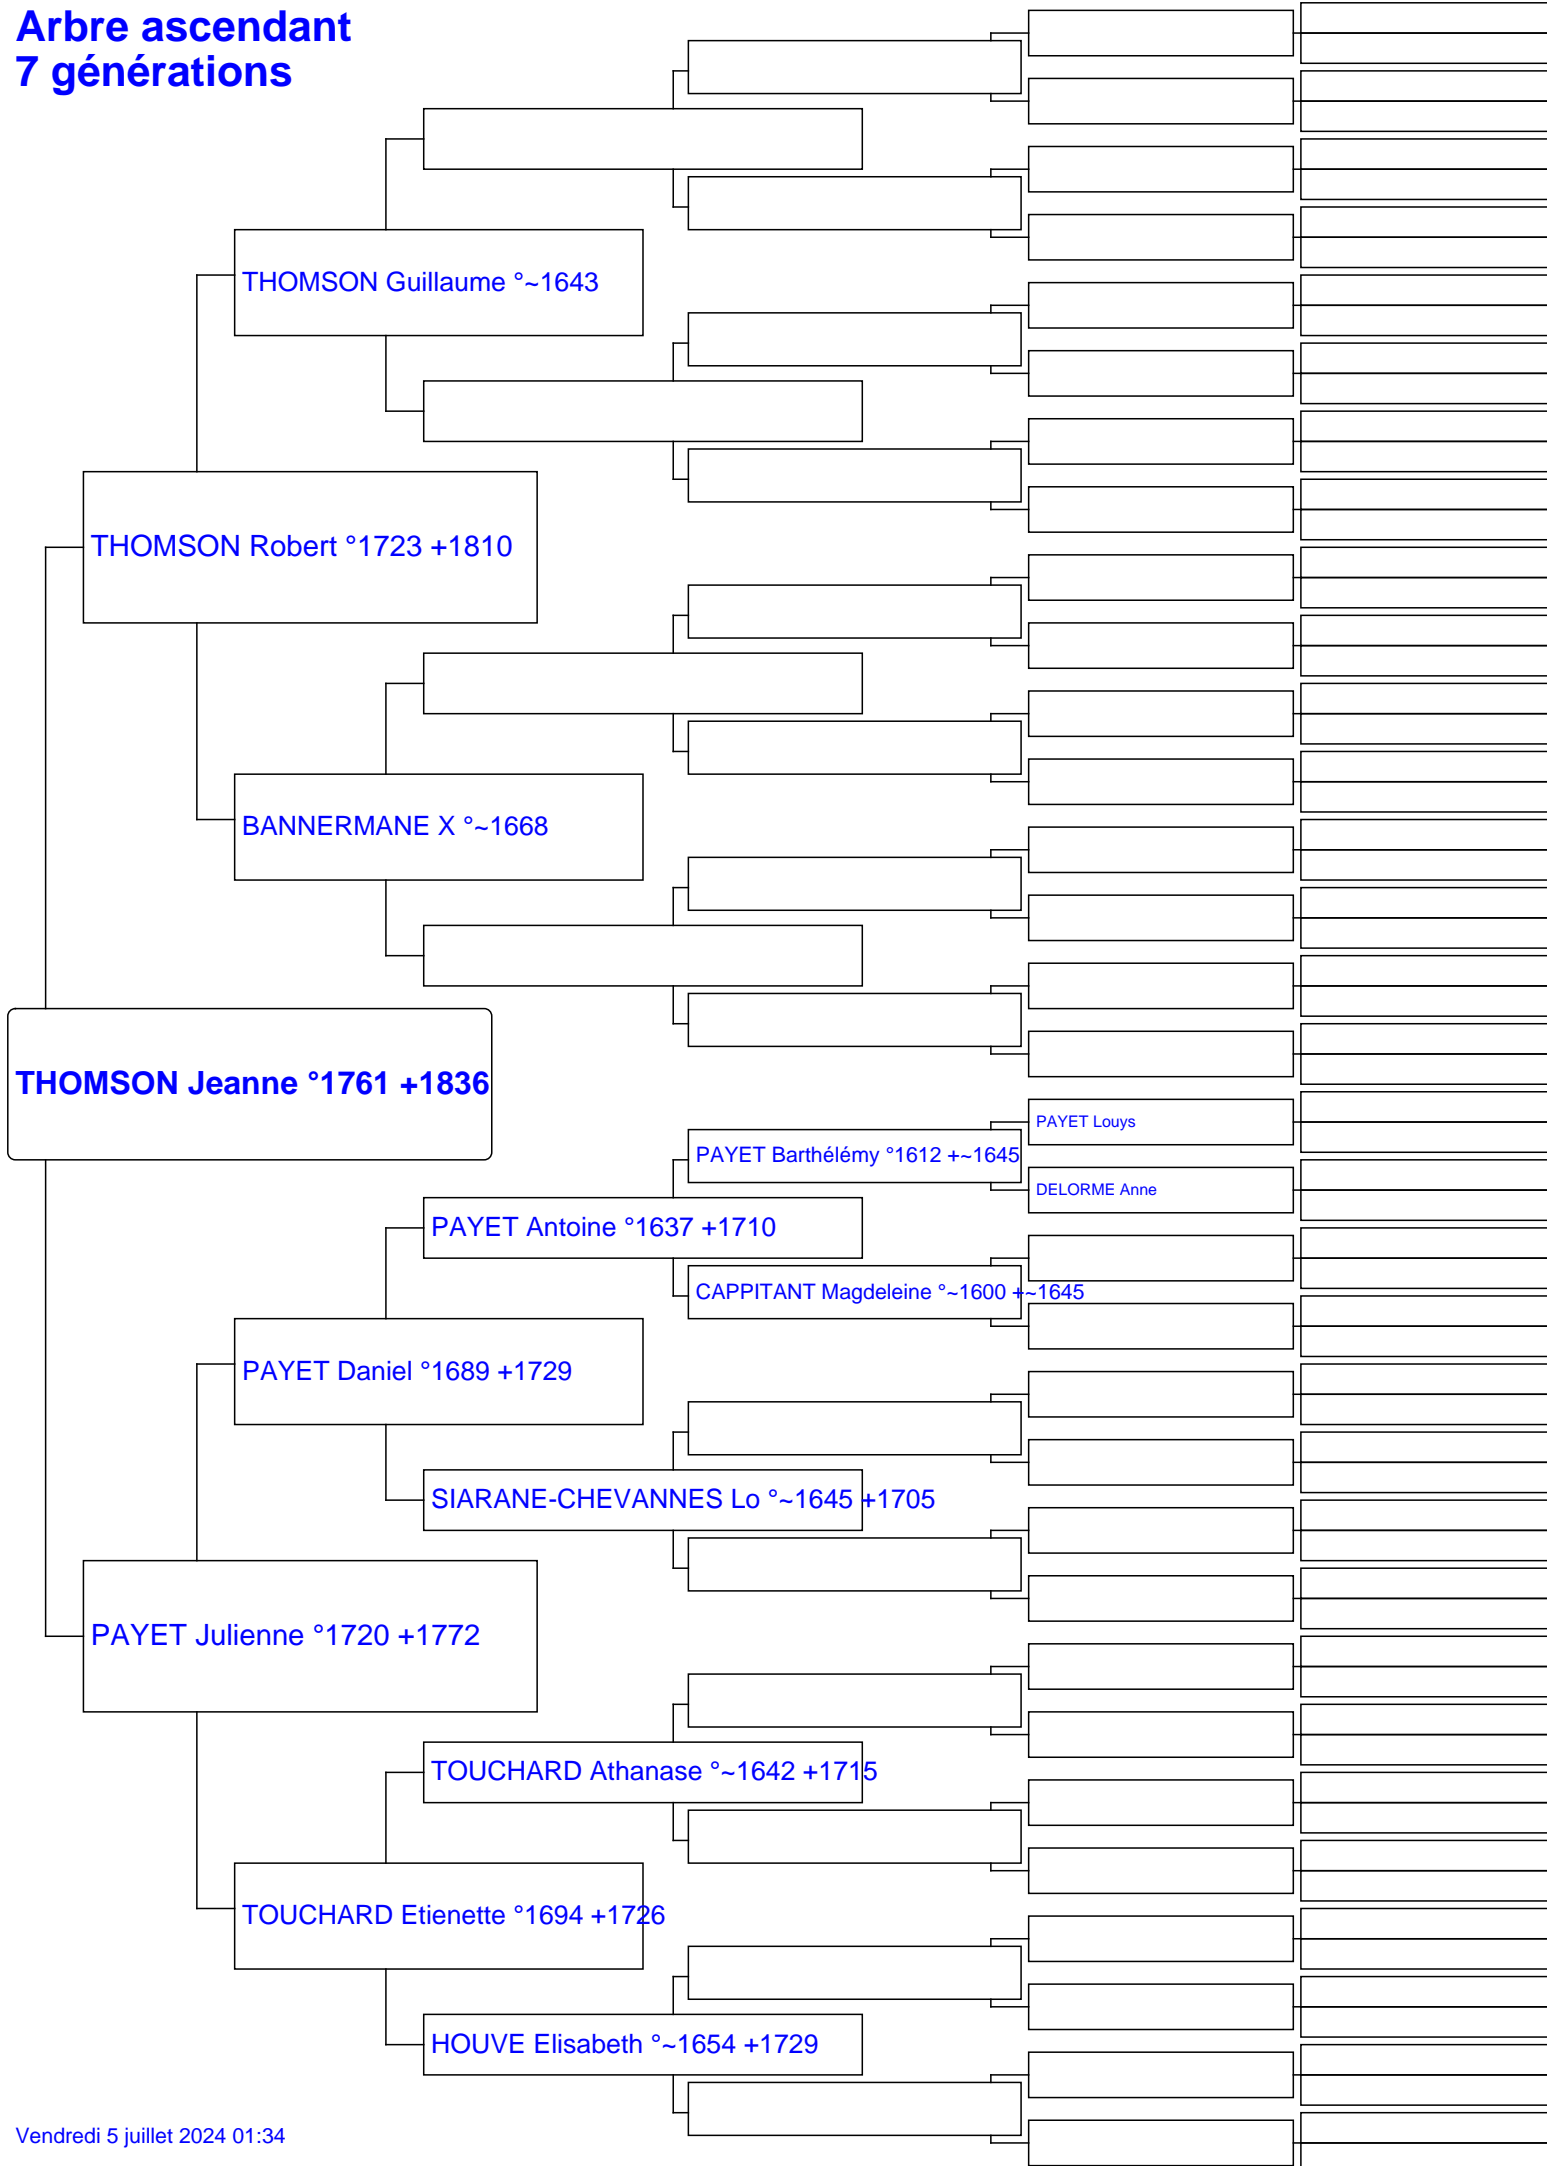 Arbre ascendant
7 générations
THOMSON Guillaume °~1643
THOMSON Robert °1723 +1810
BANNERMANE X °~1668
THOMSON Jeanne °1761 +1836
PAYET Louys
PAYET Barthélémy °1612 +~1645
DELORME Anne
PAYET Antoine °1637 +1710
CAPPITANT Magdeleine °~1600 +~1645
PAYET Daniel °1689 +1729
SIARANE-CHEVANNES Lo °~1645 +1705
PAYET Julienne °1720 +1772
TOUCHARD Athanase °~1642 +1715
TOUCHARD Etienette °1694 +1726
HOUVE Elisabeth °~1654 +1729
Vendredi 5 juillet 2024 01:34